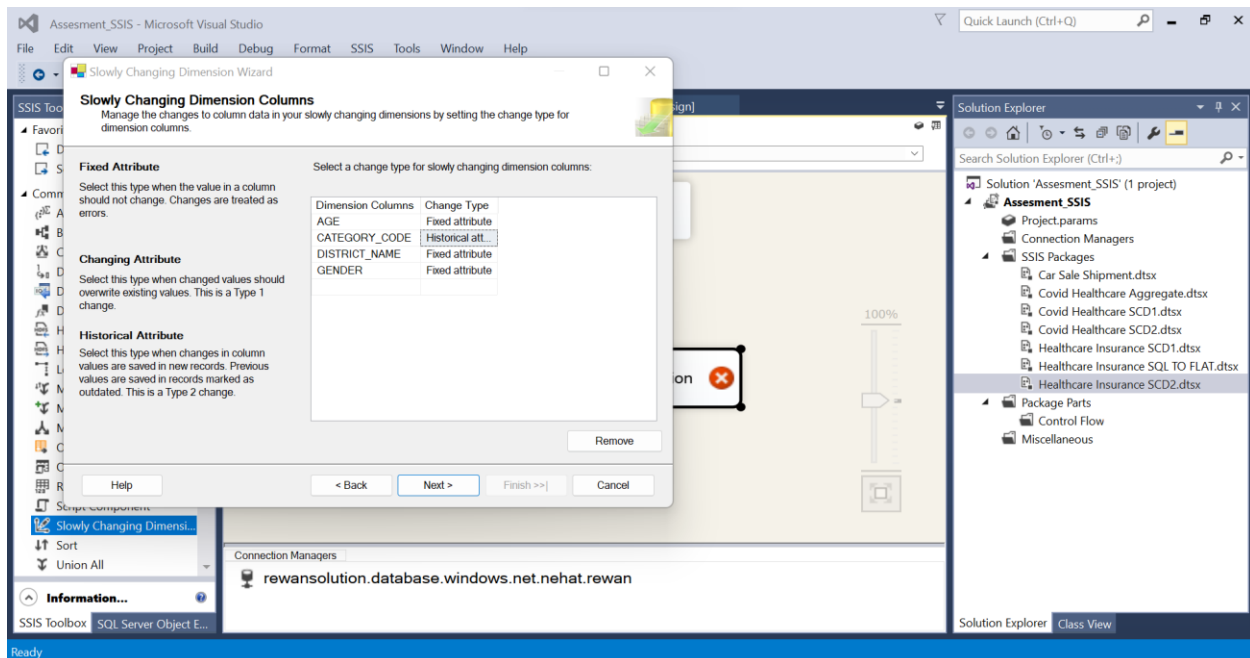 Assesment_SSIS - Microsoft Visual Studio
Quick Launch (Ctrl+Q)
File Edit View Project Build Debug Format SSIS Tools Window Help
Slowly Changing Dimension Wizard
Slowly Changing Dimension Columns
Manage the changes to column data in your slowly changing dimensions by setting the change type for
dimension columns.
Fixed Attribute
Select this type when the value in a column
should not change. Changes are treated as
errors.
Changing Attribute
Select this type when changed values should
overwrite existing values. This is a Type 1
change.
Historical Attribute
Select this type when changes in column
values are saved in new records. Previous
values are saved in records marked as
outdated. This is a Type 2 change.
Select a change type for slowly changing dimension columns:
Dimension Columns Change Type
AGE Fixed attribute
CATEGORY_CODE Historical att...
DISTRICT_NAME Fixed attribute
GENDER Fixed attribute
Remove
Help < Back Next > Finish >>| Cancel
SSIS Too
Favori
D
S
Comm
A
B
C
D
D
D
H
H
L
M
M
M
C
R
Script Component
Slowly Changing Dimensi...
Sort
Union All
Information...
SSIS Toolbox SQL Server Object E...
sign]
ion
100%
Connection Managers
rewansolution.database.windows.net.nehat.rewan
Solution Explorer
Search Solution Explorer (Ctrl+;)
Solution 'Assesment_SSIS' (1 project)
Assesment_SSIS
Project.params
Connection Managers
SSIS Packages
Car Sale Shipment.dtsx
Covid Healthcare Aggregate.dtsx
Covid Healthcare SCD1.dtsx
Covid Healthcare SCD2.dtsx
Healthcare Insurance SCD1.dtsx
Healthcare Insurance SQL TO FLAT.dtsx
Healthcare Insurance SCD2.dtsx
Package Parts
Control Flow
Miscellaneous
Solution Explorer Class View
Ready